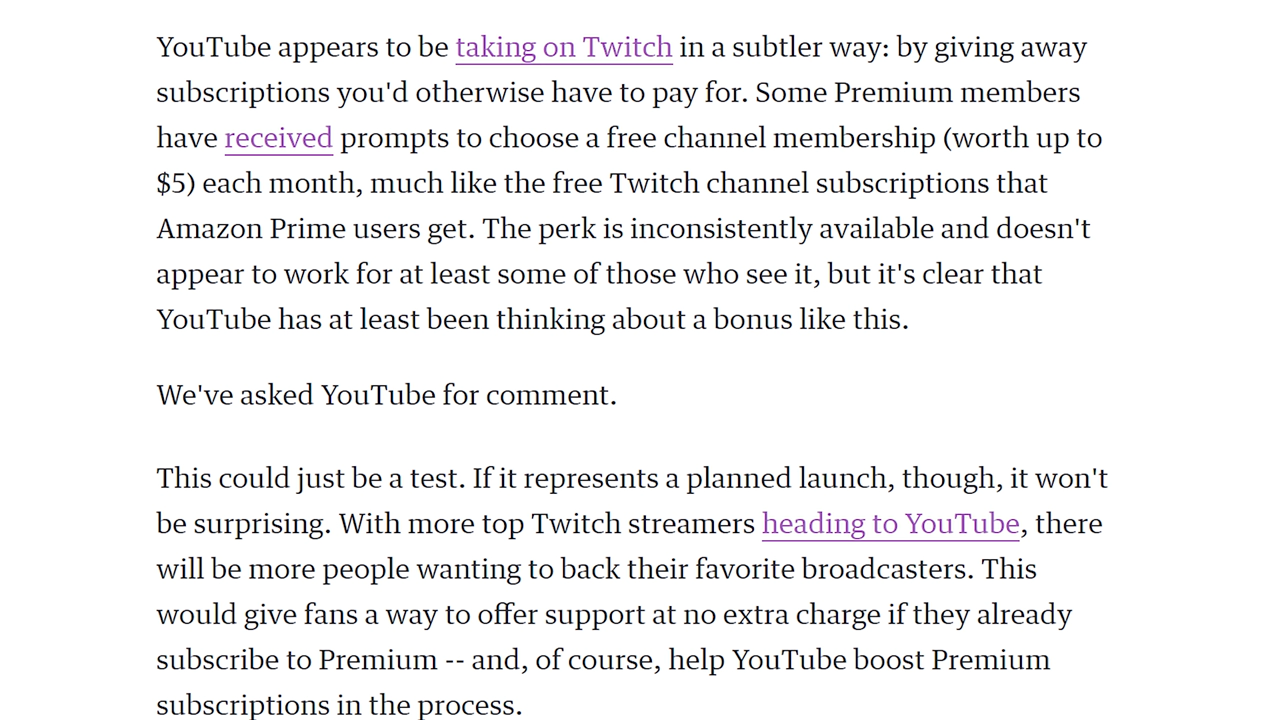 YouTube appears to be taking on Twitch in a subtler way: by giving away
subscriptions you'd otherwise have to pay for. Some Premium members
have received prompts to choose a free channel membership (worth up to
$5) each month, much like the free Twitch channel subscriptions that
Amazon Prime users get. The perk is inconsistently available and doesn't
appear to work for at least some of those who see it, but it's clear that
YouTube has at least been thinking about a bonus like this.
We've asked YouTube for comment.
This could just be a test. If it represents a planned launch, though, it won't
be surprising. With more top Twitch streamers heading to YouTube, there
will be more people wanting to back their favorite broadcasters. This
would give fans a way to offer support at no extra charge if they already
subscribe to Premium -- and, of course, help YouTube boost Premium
subscriptions in the process.